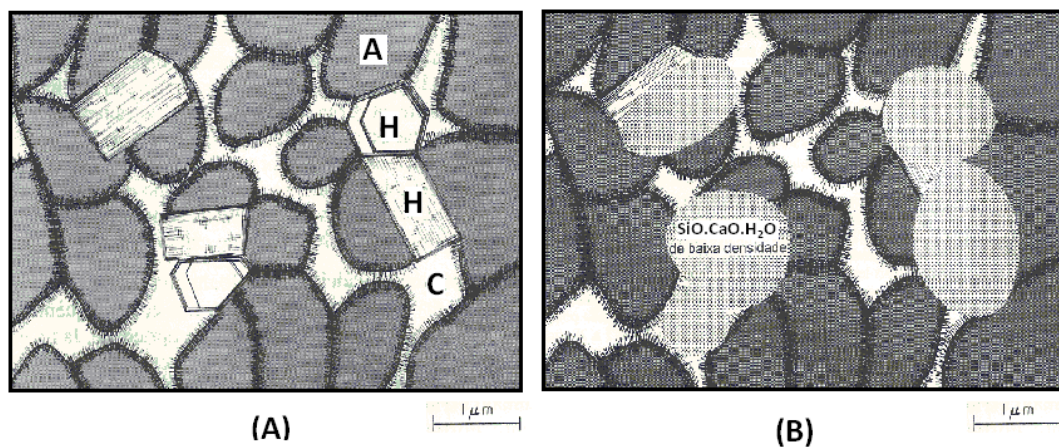 A
H
H
C
SiO.CaO.H₂O
de baixa densidade
1 μm
1 μm
(A)
(B)